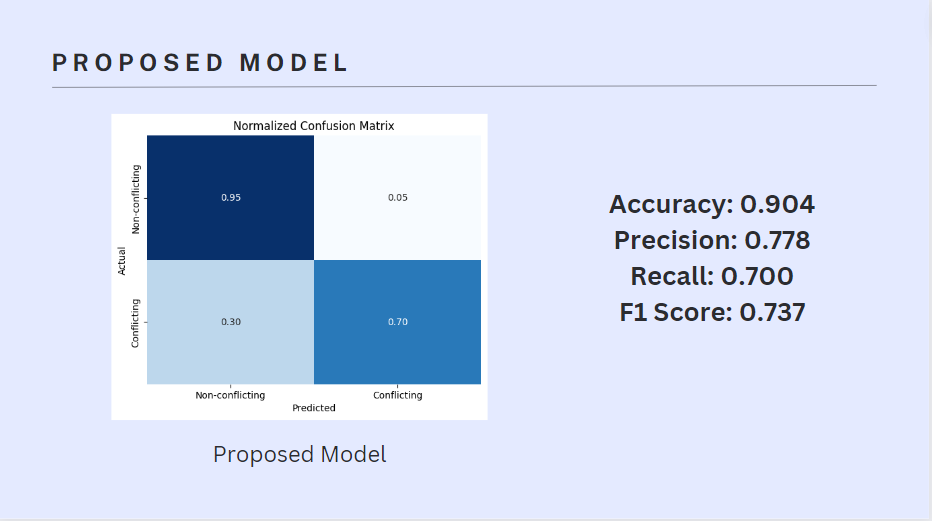 PROPOSED MODEL
Normalized Confusion Matrix
Actual
Non-conflicting
0.95
0.05
Conflicting
0.30
0.70
Non-conflicting
Conflicting
Predicted
Proposed Model
Accuracy: 0.904
Precision: 0.778
Recall: 0.700
F1 Score: 0.737